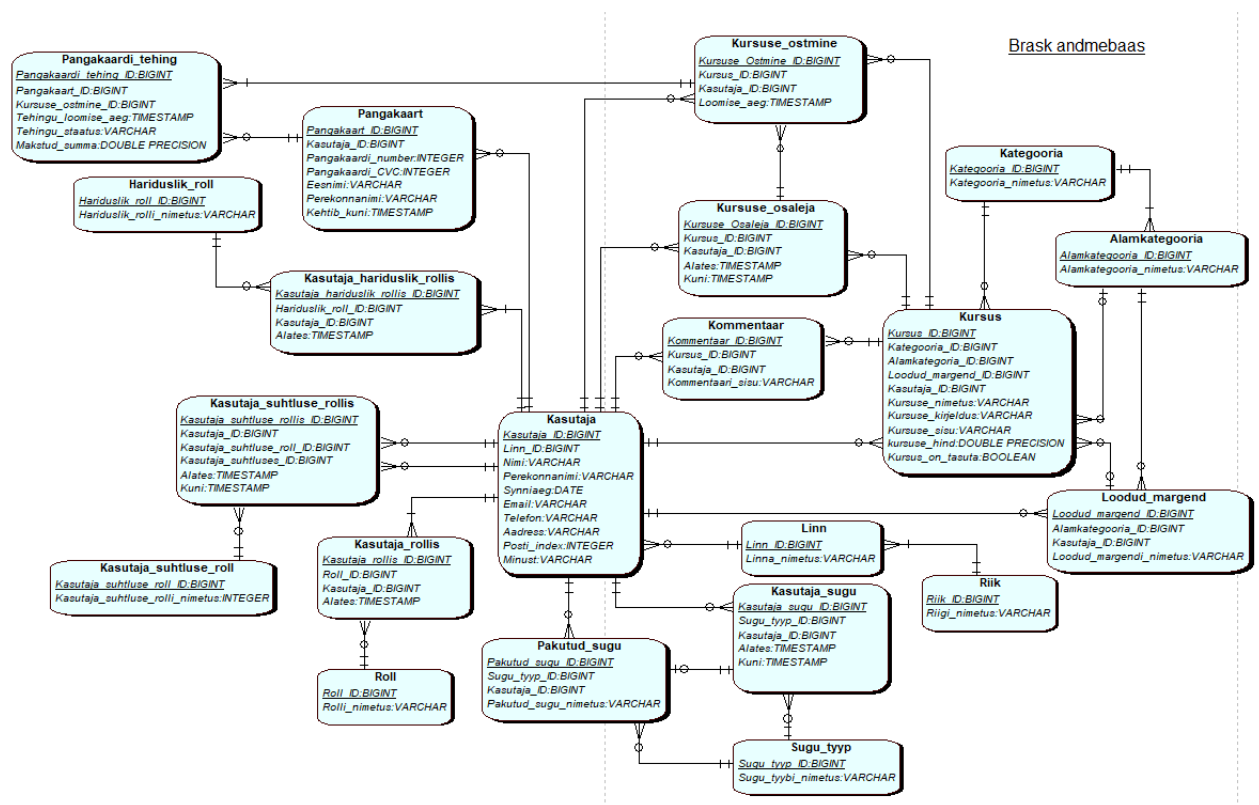 Brask andmebaas
Pangakaardi_tehing
Pangakaardi_tehing_ID:BIGINT
Pangakaart_ID:BIGINT
Kursuse_ostmine_ID:BIGINT
Tehingu_loomise_aeg:TIMESTAMP
Tehingu_staatus:VARCHAR
Makstud_summa:DOUBLE PRECISION
Pangakaart
Pangakaart_ID:BIGINT
Kasutaja_ID:BIGINT
Pangakaardi_number:INTEGER
Pangakaardi_CVC:INTEGER
Eesnimi:VARCHAR
Perekonnanimi:VARCHAR
Kehtib_kuni:TIMESTAMP
Kursuse_ostmine
Kursuse_Ostmine_ID:BIGINT
Kursus_ID:BIGINT
Kasutaja_ID:BIGINT
Loomise_aeg:TIMESTAMP
Hariduslik_roll
Hariduslik_roll_ID:BIGINT
Hariduslik_rolli_nimetus:VARCHAR
Kategooria
Kategooria_ID:BIGINT
Kategooria_nimetus:VARCHAR
Kursuse_osaleja
Kursuse_Osaleja_ID:BIGINT
Kursus_ID:BIGINT
Kasutaja_ID:BIGINT
Alates:TIMESTAMP
Kuni:TIMESTAMP
Alamkategooria
Alamkategooria_ID:BIGINT
Alamkategooria_nimetus:VARCHAR
Kasutaja_hariduslik_rollis
Kasutaja_hariduslik_rollis_ID:BIGINT
Hariduslik_roll_ID:BIGINT
Kasutaja_ID:BIGINT
Alates:TIMESTAMP
Kommentaar
Kommentaar_ID:BIGINT
Kursus_ID:BIGINT
Kasutaja_ID:BIGINT
Kommentaari_sisu:VARCHAR
Kursus
Kursus_ID:BIGINT
Kategooria_ID:BIGINT
Alamkategoria_ID:BIGINT
Loodud_margend_ID:BIGINT
Kasutaja_ID:BIGINT
Kursuse_nimetus:VARCHAR
Kursuse_kirjeldus:VARCHAR
Kursuse_sisu:VARCHAR
kursuse_hind:DOUBLE PRECISION
Kursus_on_tasuta:BOOLEAN
Kasutaja_suhtluse_rollis
Kasutaja_suhtluse_rollis_ID:BIGINT
Kasutaja_ID:BIGINT
Kasutaja_suhtluse_roll_ID:BIGINT
Kasutaja_suhtluses_ID:BIGINT
Alates:TIMESTAMP
Kuni:TIMESTAMP
Kasutaja
Kasutaja_ID:BIGINT
Linn_ID:BIGINT
Nimi:VARCHAR
Perekonnanimi:VARCHAR
Synniaeg:DATE
Email:VARCHAR
Telefon:VARCHAR
Aadress:VARCHAR
Posti_index:INTEGER
Minust:VARCHAR
Loodud_margend
Loodud_margend_ID:BIGINT
Alamkategooria_ID:BIGINT
Kasutaja_ID:BIGINT
Loodud_margendi_nimetus:VARCHAR
Kasutaja_suhtluse_roll
Kasutaja_suhtluse_roll_ID:BIGINT
Kasutaja_suhtluse_rolli_nimetus:INTEGER
Kasutaja_rollis
Kasutaja_rollis_ID:BIGINT
Roll_ID:BIGINT
Kasutaja_ID:BIGINT
Alates:TIMESTAMP
Linn
Linn_ID:BIGINT
Linna_nimetus:VARCHAR
Riik
Riik_ID:BIGINT
Riigi_nimetus:VARCHAR
Kasutaja_sugu
Kasutaja_sugu_ID:BIGINT
Sugu_tyyp_ID:BIGINT
Kasutaja_ID:BIGINT
Alates:TIMESTAMP
Kuni:TIMESTAMP
Pakutud_sugu
Pakutud_sugu_ID:BIGINT
Sugu_tyyp_ID:BIGINT
Kasutaja_ID:BIGINT
Pakutud_sugu_nimetus:VARCHAR
Roll
Roll_ID:BIGINT
Rolli_nimetus:VARCHAR
Sugu_tyyp
Sugu_tyyp_ID:BIGINT
Sugu_tyybi_nimetus:VARCHAR